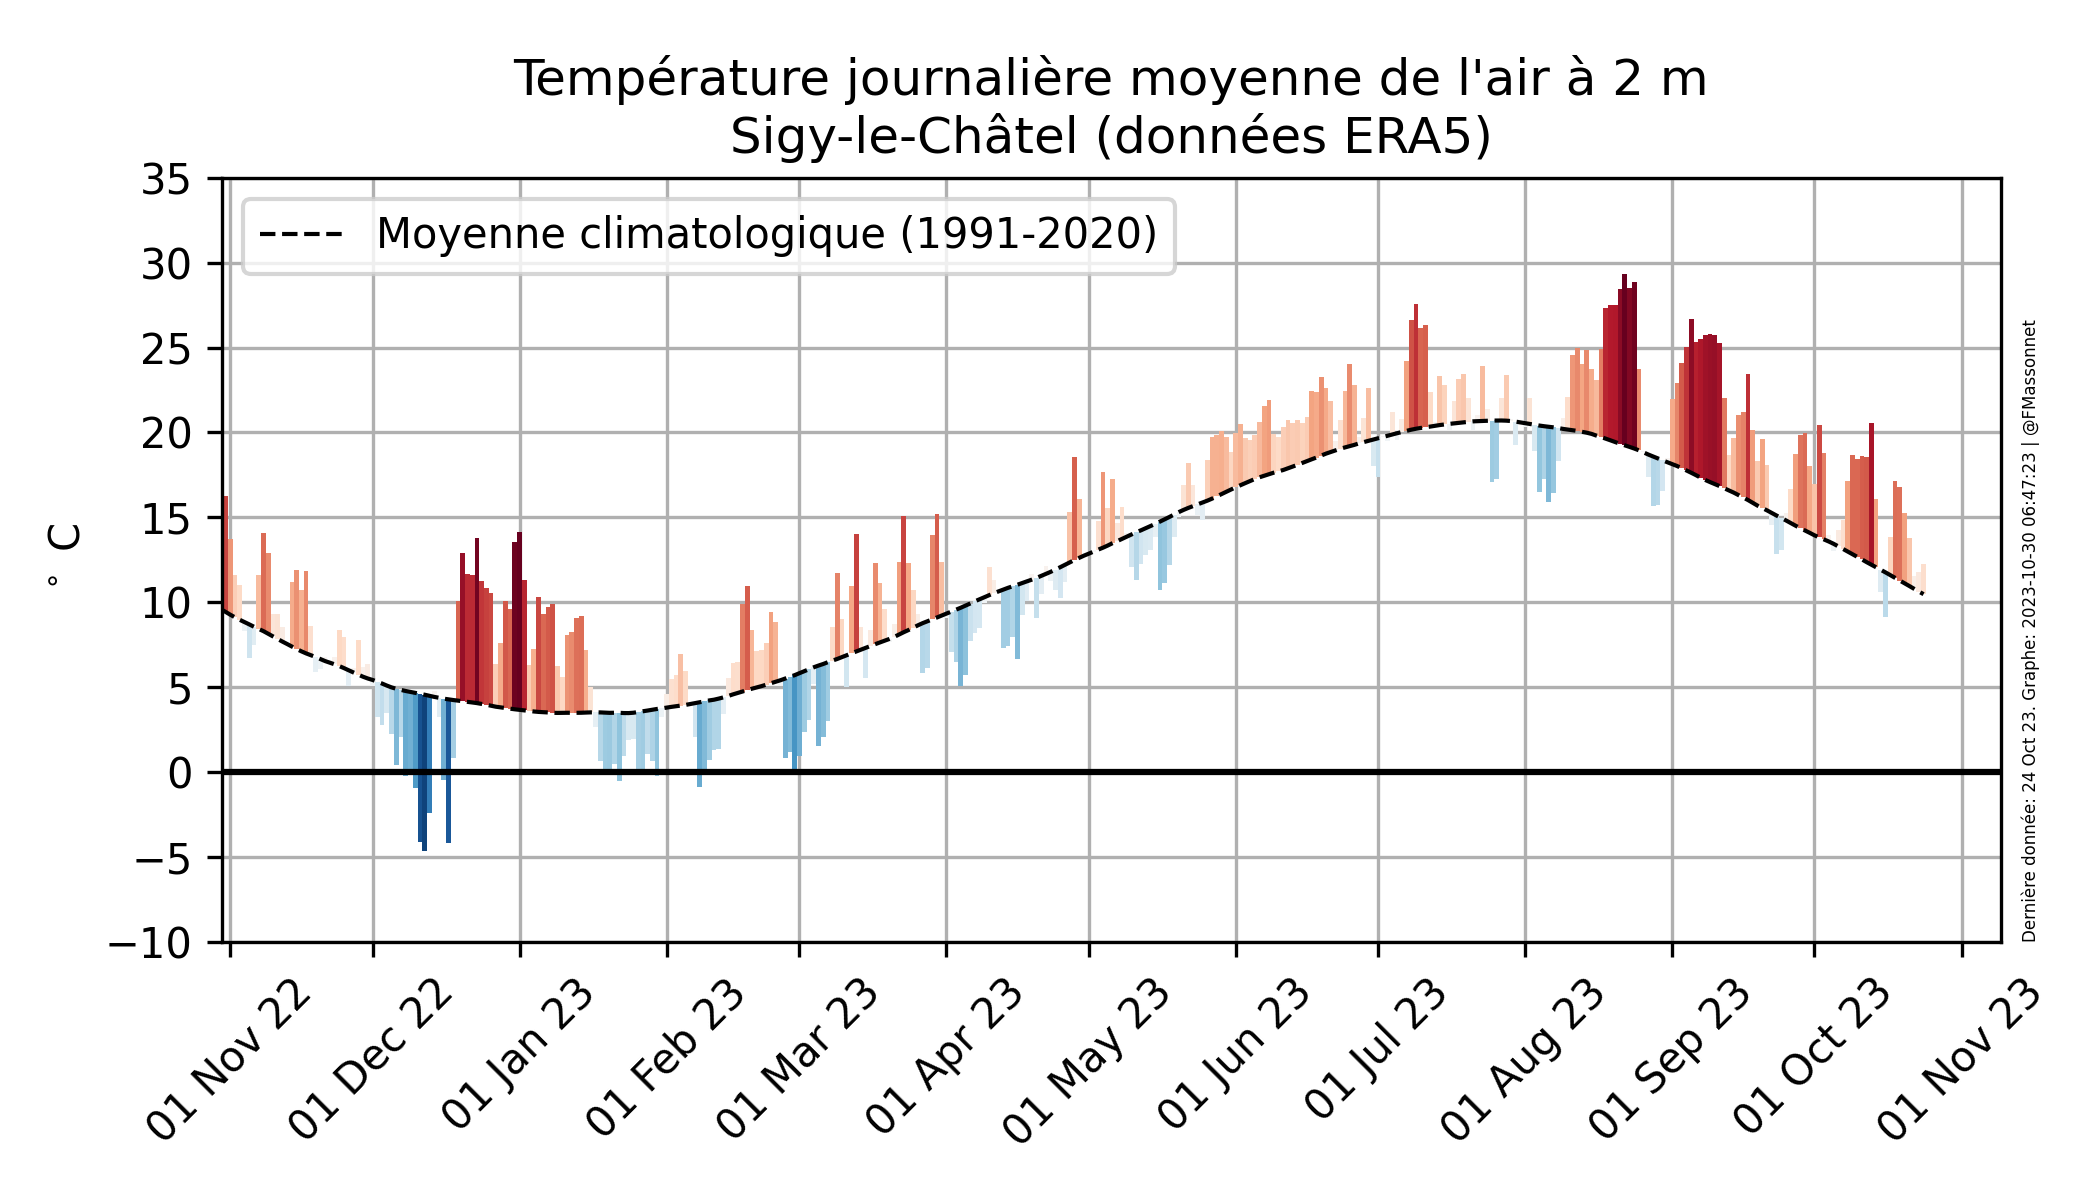 Température journalière moyenne de l'air à 2 m
Sigy-le-Châtel (données ERA5)
Moyenne climatologique (1991-2020)
° C
35
30
25
20
15
10
5
0
−5
−10
01 Nov 22
01 Dec 22
01 Jan 23
01 Feb 23
01 Mar 23
01 Apr 23
01 May 23
01 Jun 23
01 Jul 23
01 Aug 23
01 Sep 23
01 Oct 23
01 Nov 23
Dernière donnée: 24 Oct 23. Graphe: 2023-10-30 06:47:23 | @FMassonnet